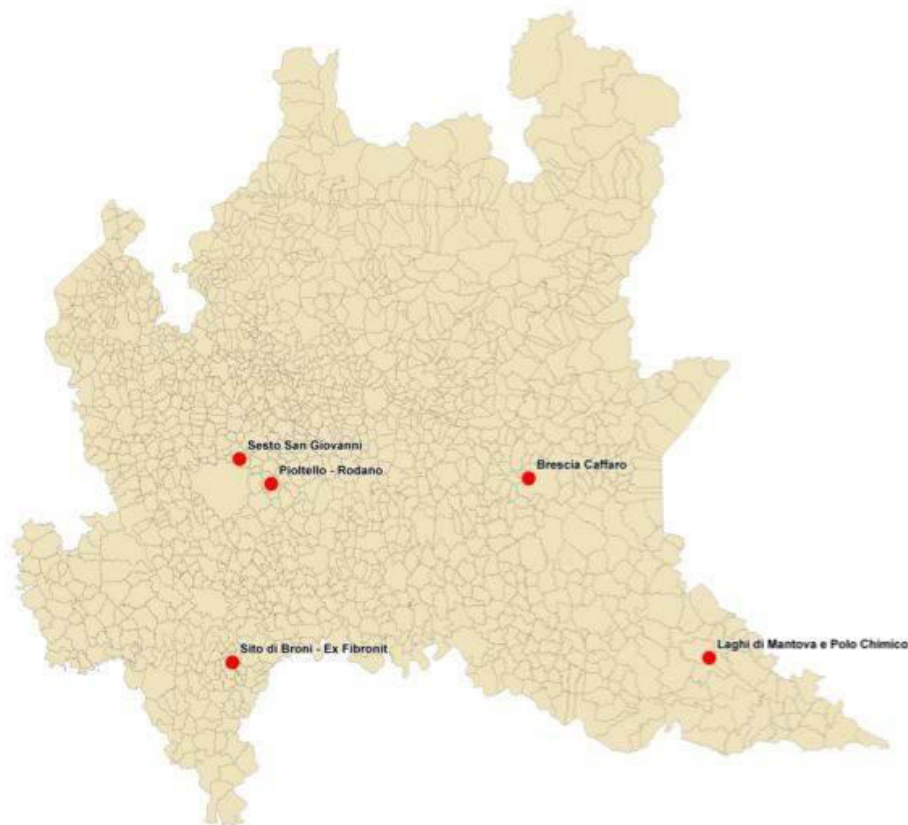 Sesto San Giovanni
Pioltello - Rodano
Brescia Caffaro
Sito di Broni - Ex Fibronit
Laghi di Mantova e Polo Chimico